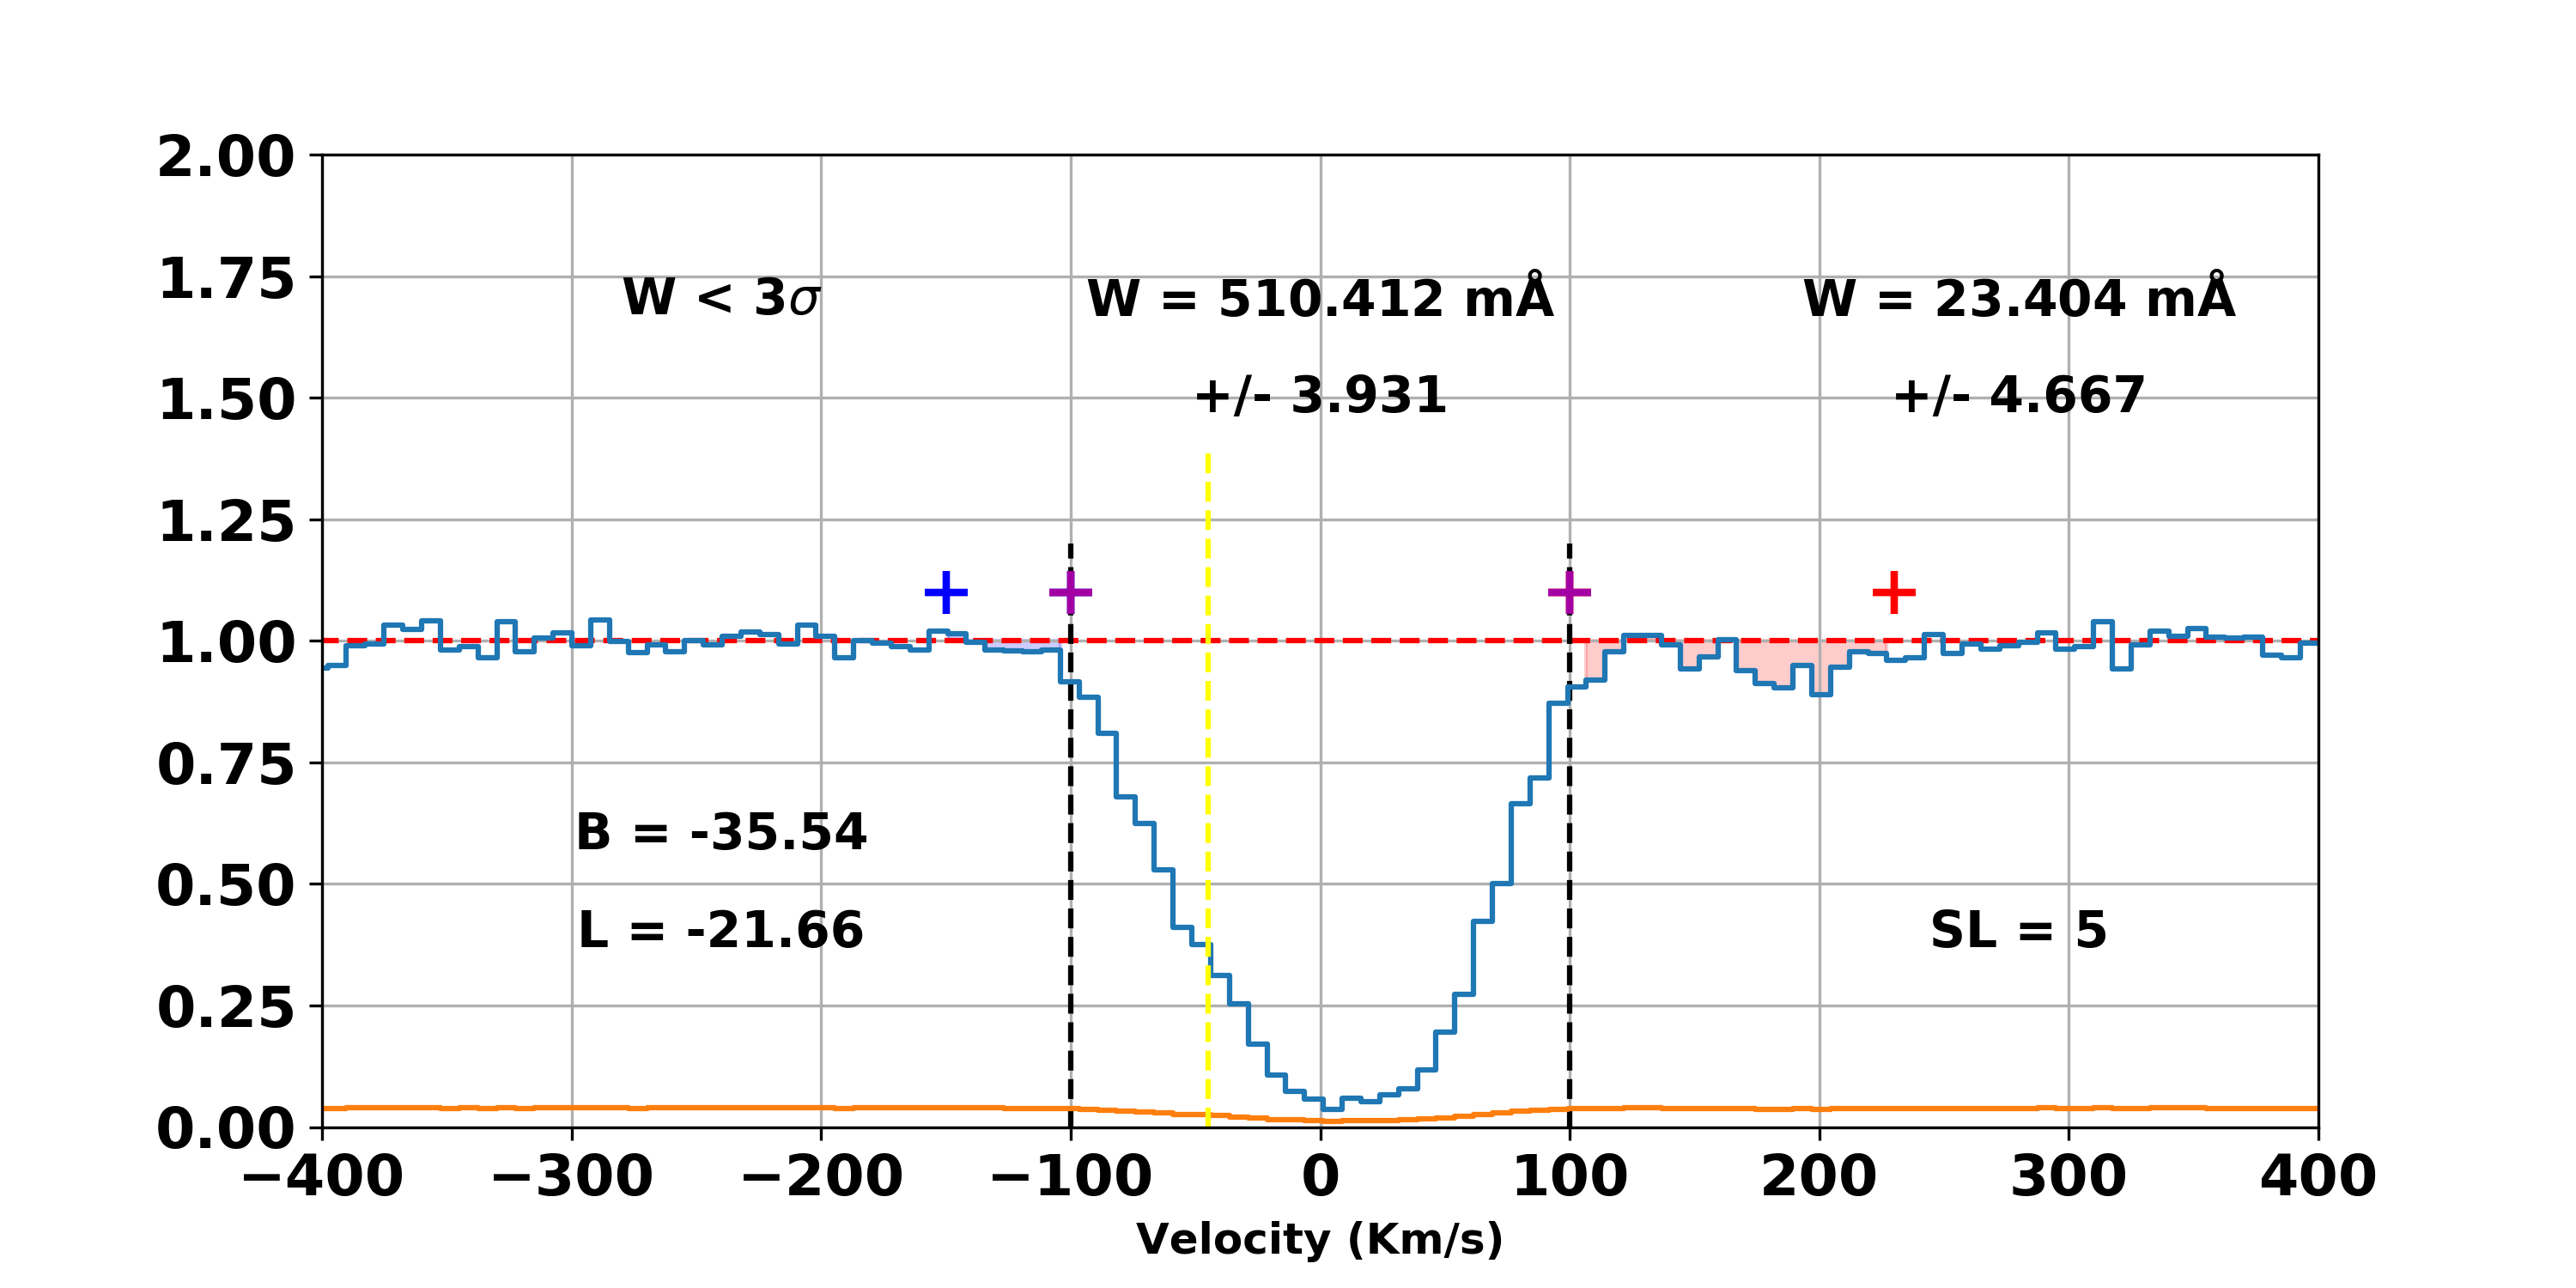 2.00
1.75
1.50
1.25
1.00
0.75
0.50
0.25
0.00
W < 3σ
W = 510.412 mÅ
+/- 3.931
W = 23.404 mÅ
+/- 4.667
B = -35.54
L = -21.66
SL = 5
−400 −300 −200 −100 0 100 200 300 400
Velocity (Km/s)